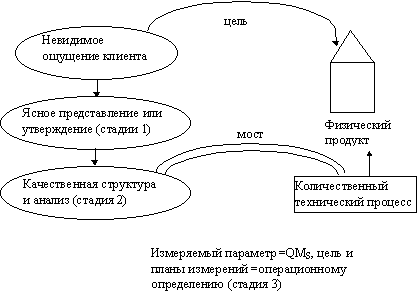 цель
Невидимое
ощущение клиента
Ясное представление или
утверждение (стадии 1)
Физический
продукт
мост
Качественная структура
и анализ (стадия 2)
Количественный
технический процесс
Измеряемый параметр =QMS, цель и
планы измерений =операционному
определению (стадия 3)